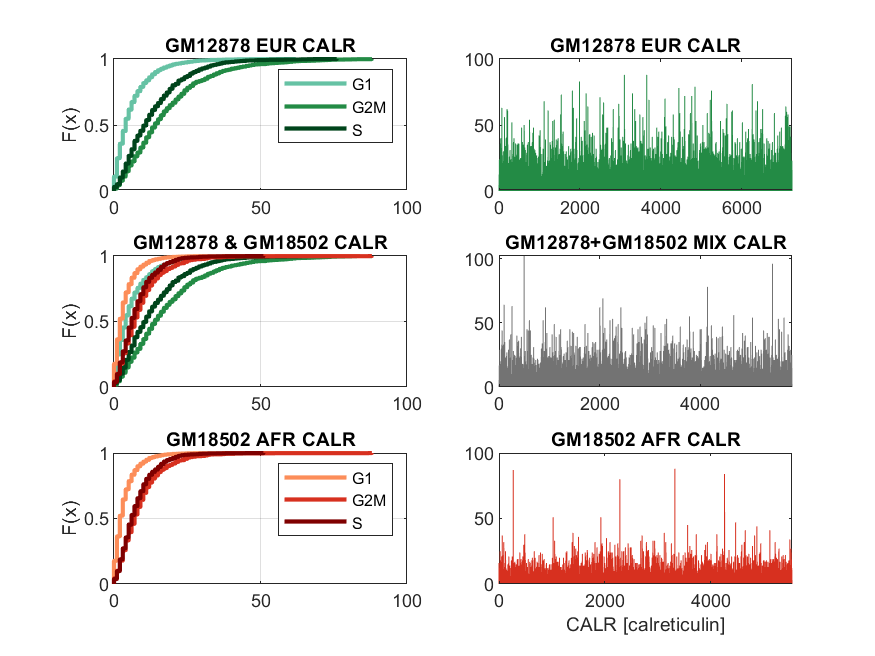 GM12878 EUR CALR
1
0.5
0
F(x)
0 50 100
G1
G2M
S
GM12878 EUR CALR
100
50
0
0 2000 4000 6000
GM12878 & GM18502 CALR
1
0.5
0
F(x)
0 50 100
GM12878+GM18502 MIX CALR
100
50
0
0 2000 4000
GM18502 AFR CALR
1
0.5
0
F(x)
0 50 100
G1
G2M
S
GM18502 AFR CALR
100
50
0
0 2000 4000
CALR [calreticulin]